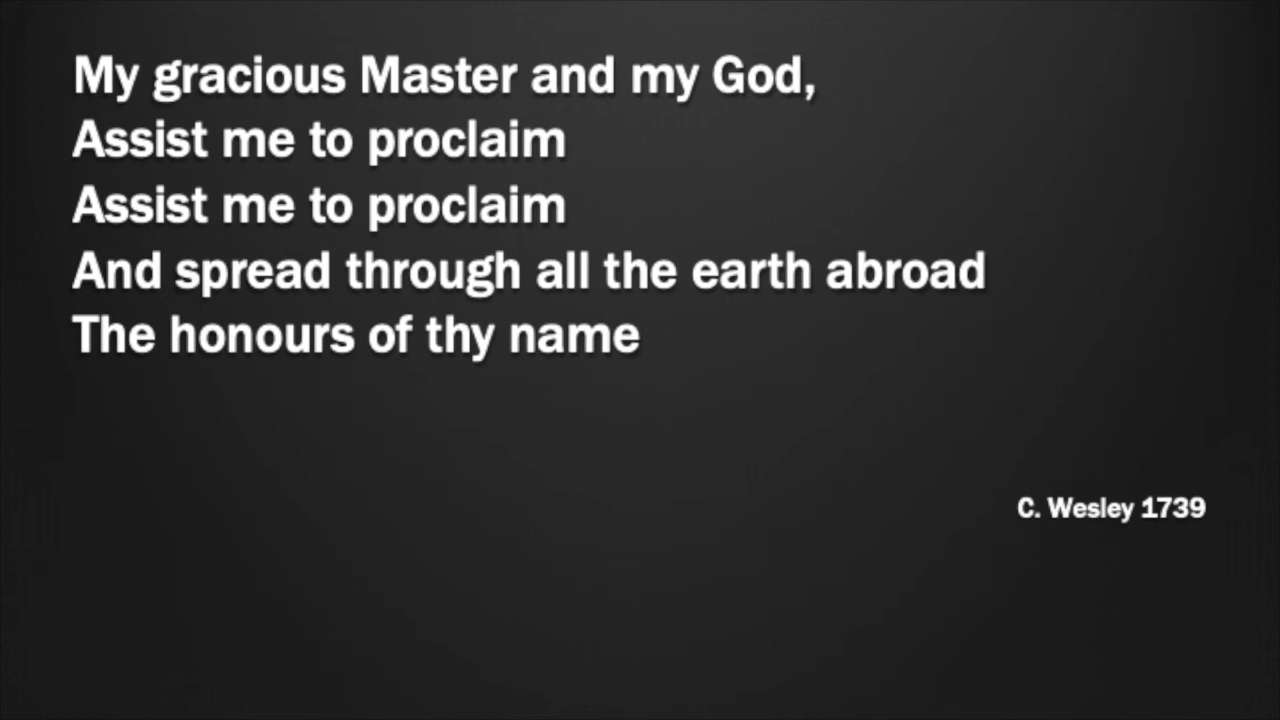 My gracious Master and my God,
Assist me to proclaim
Assist me to proclaim
And spread through all the earth abroad
The honours of thy name
C. Wesley 1739